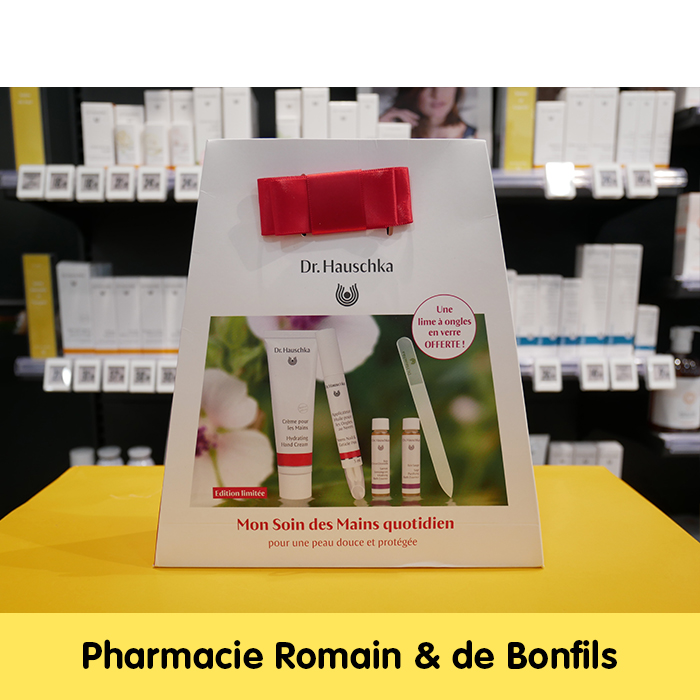 Dr. Hauschka
Une
lime à ongles
en verre
OFFERTE !
Dr. Hauschka
Crème pour
les Mains
Hydrating
Hand Cream
Edition limitée
Mon Soin des Mains quotidien
pour une peau douce et protégée
Pharmacie Romain & de Bonfils